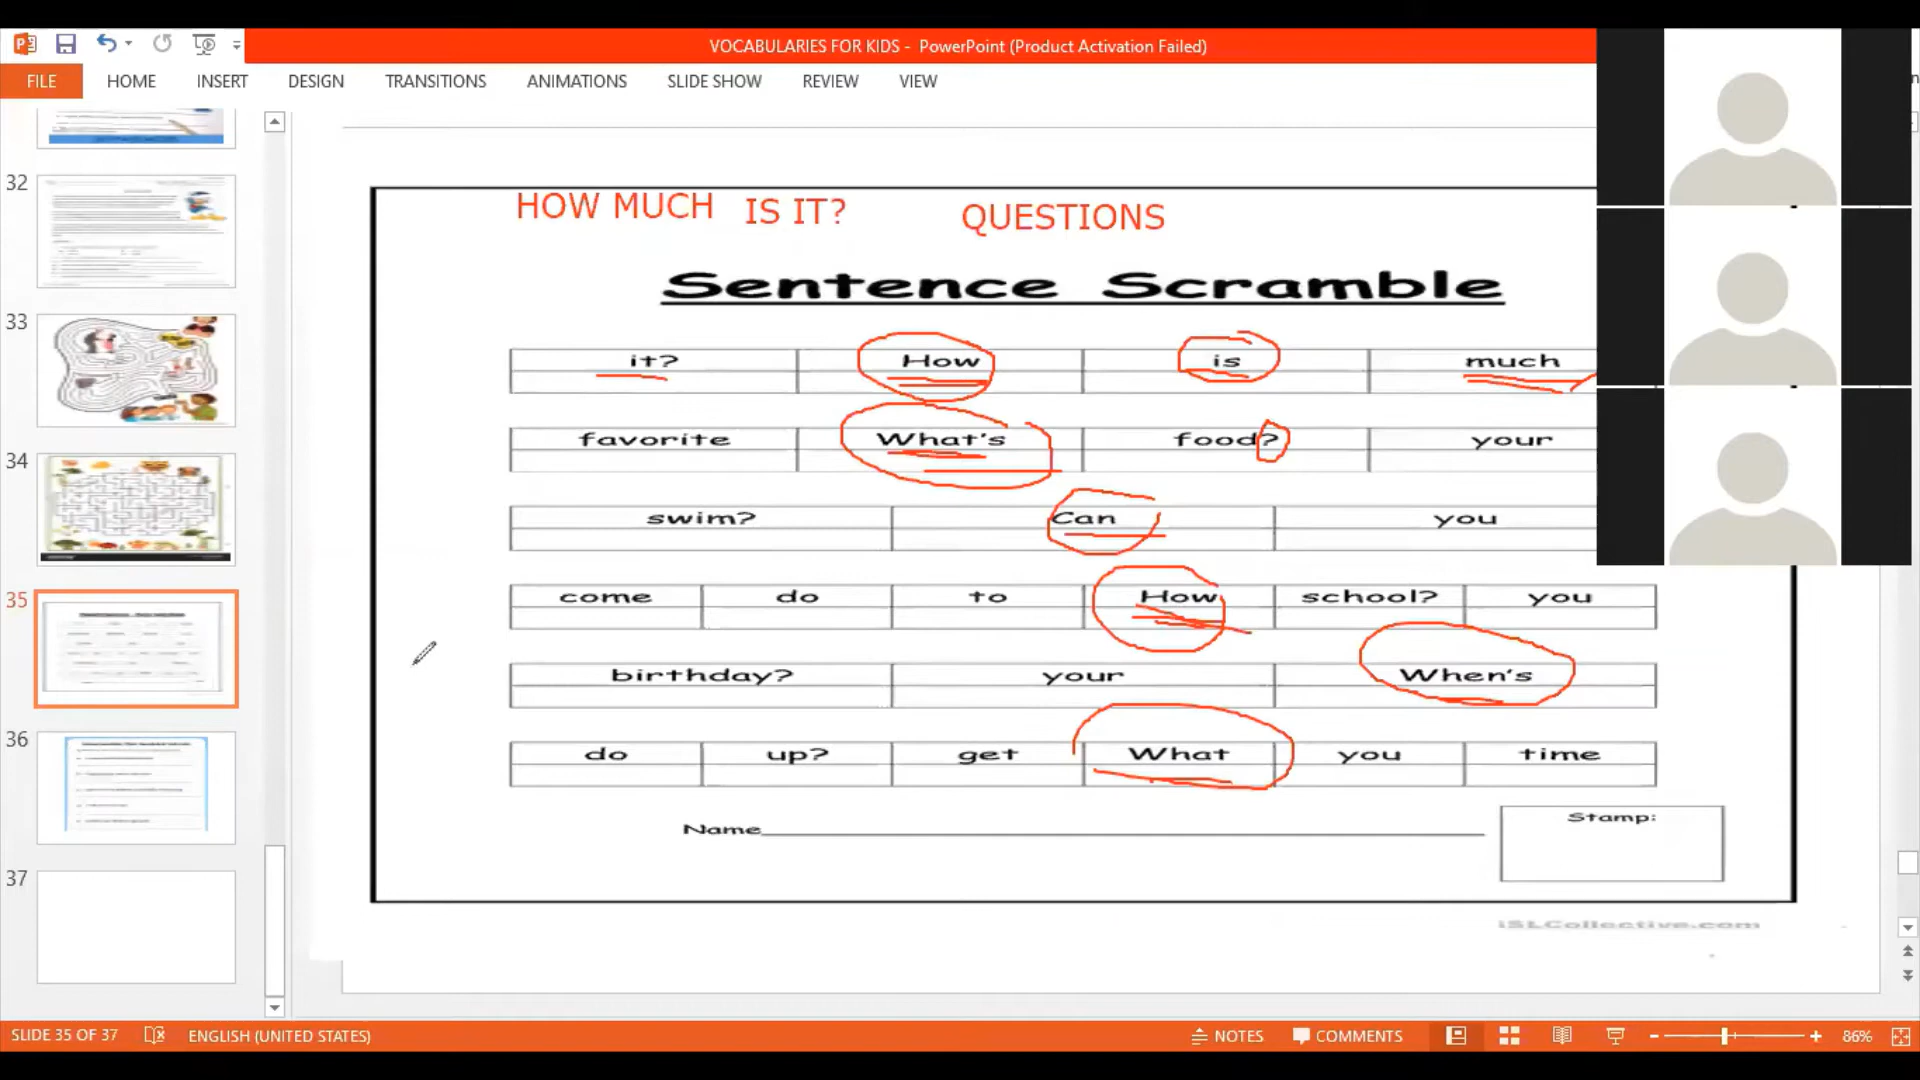 VOCABULARIES FOR KIDS - PowerPoint (Product Activation Failed)
FILE HOME INSERT DESIGN TRANSITIONS ANIMATIONS SLIDE SHOW REVIEW VIEW
32
33
34
35
36
37
HOW MUCH IS IT? QUESTIONS
Sentence Scramble
it? How is much
favorite What's food? your
swim? Can you
come do to How school? you
birthday? your When's
do up? get What you time
Name
Stamp:
iSLCollective.com
SLIDE 35 OF 37 ENGLISH (UNITED STATES) NOTES COMMENTS 86%